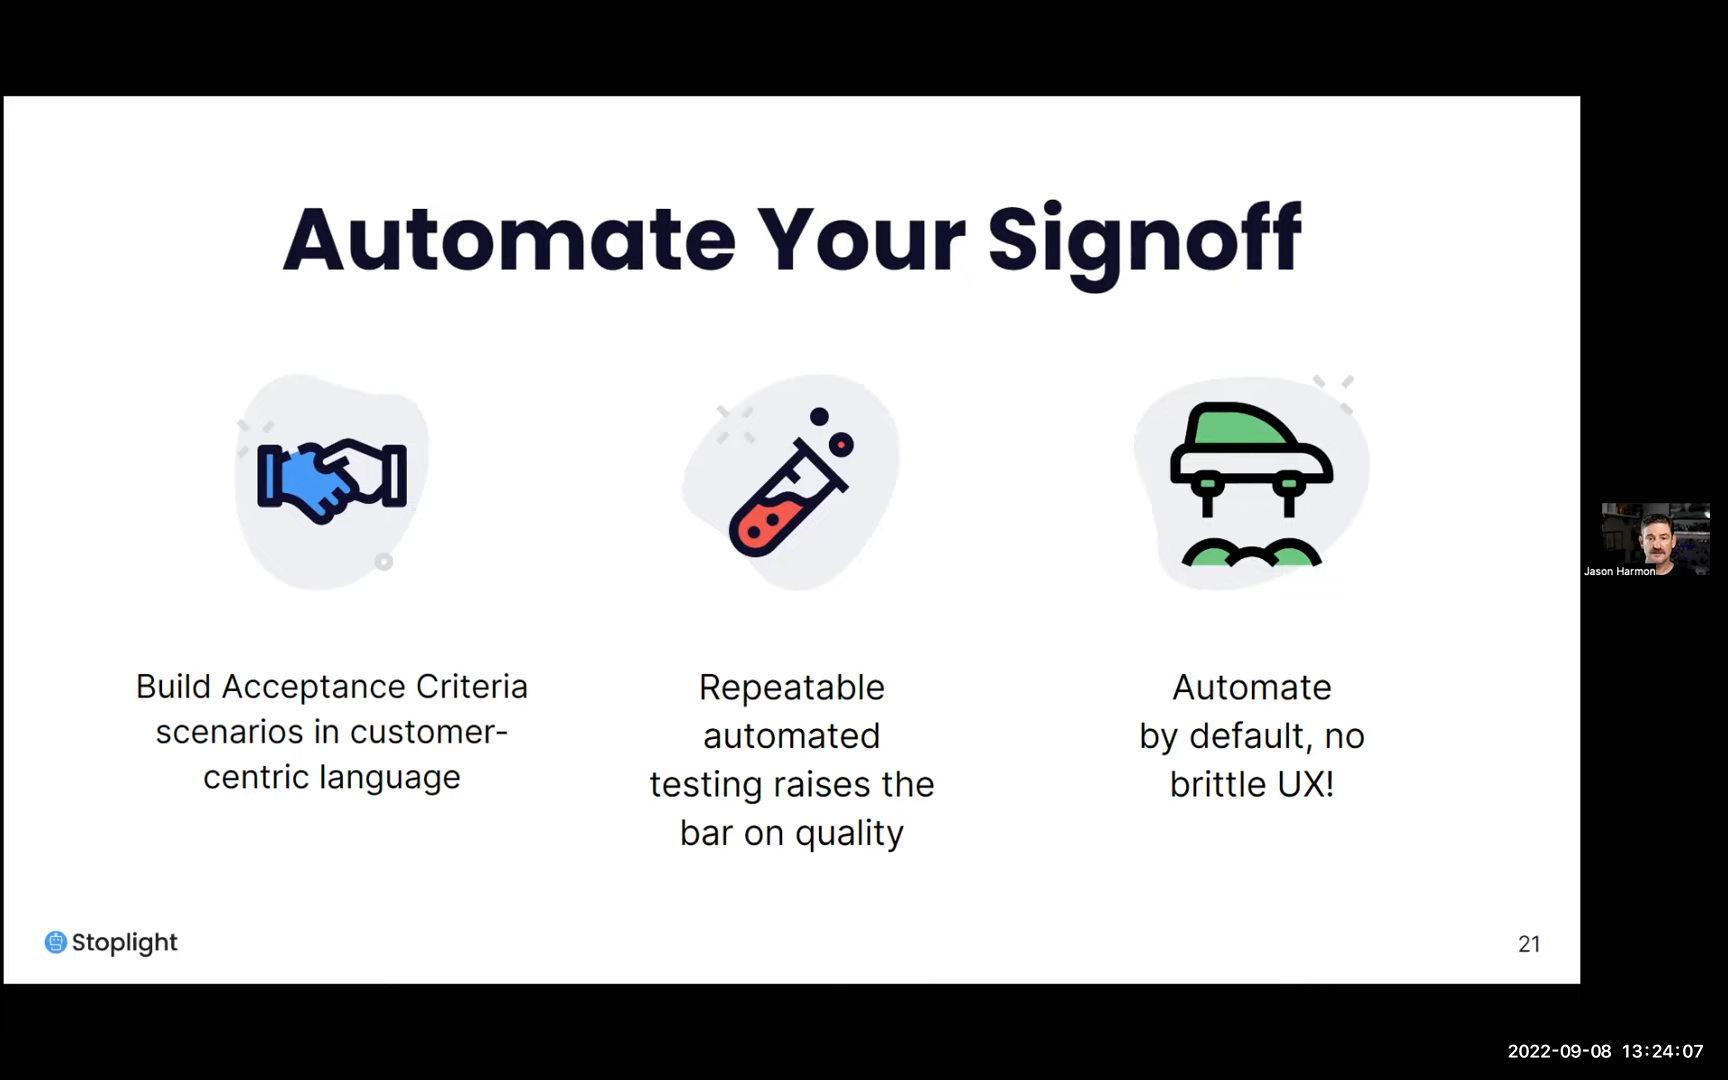 Automate Your Signoff
Build Acceptance Criteria
scenarios in customer-
centric language
Repeatable
automated
testing raises the
bar on quality
Automate
by default, no
brittle UX!
Jason Harmon
Stoplight
21
2022-09-08 13:24:07